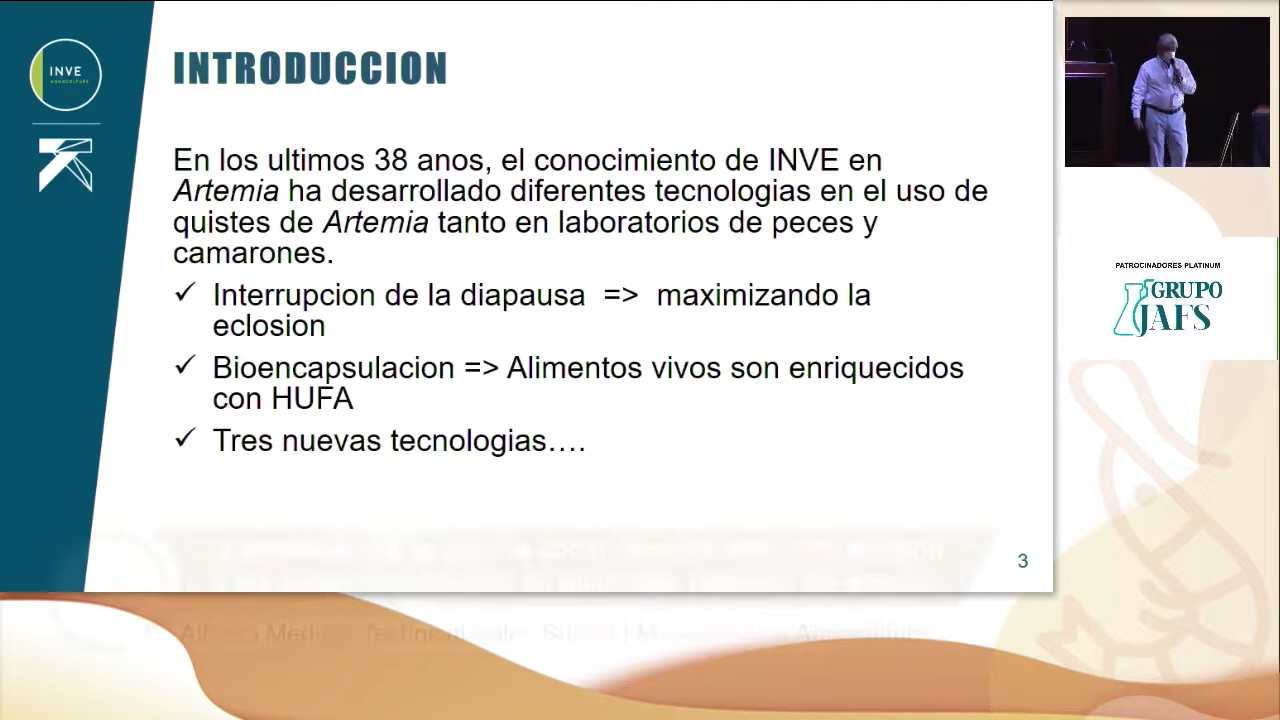 INVE
INTRODUCCION
En los ultimos 38 anos, el conocimiento de INVE en
Artemia ha desarrollado diferentes tecnologias en el uso de
quistes de Artemia tanto en laboratorios de peces y
camarones.
✓ Interrupcion de la diapausa => maximizando la
eclosion
✓ Bioencapsulacion => Alimentos vivos son enriquecidos
con HUFA
✓ Tres nuevas tecnologias….
3
PATROCINADORES PLATINUM
GRUPO
JAFS